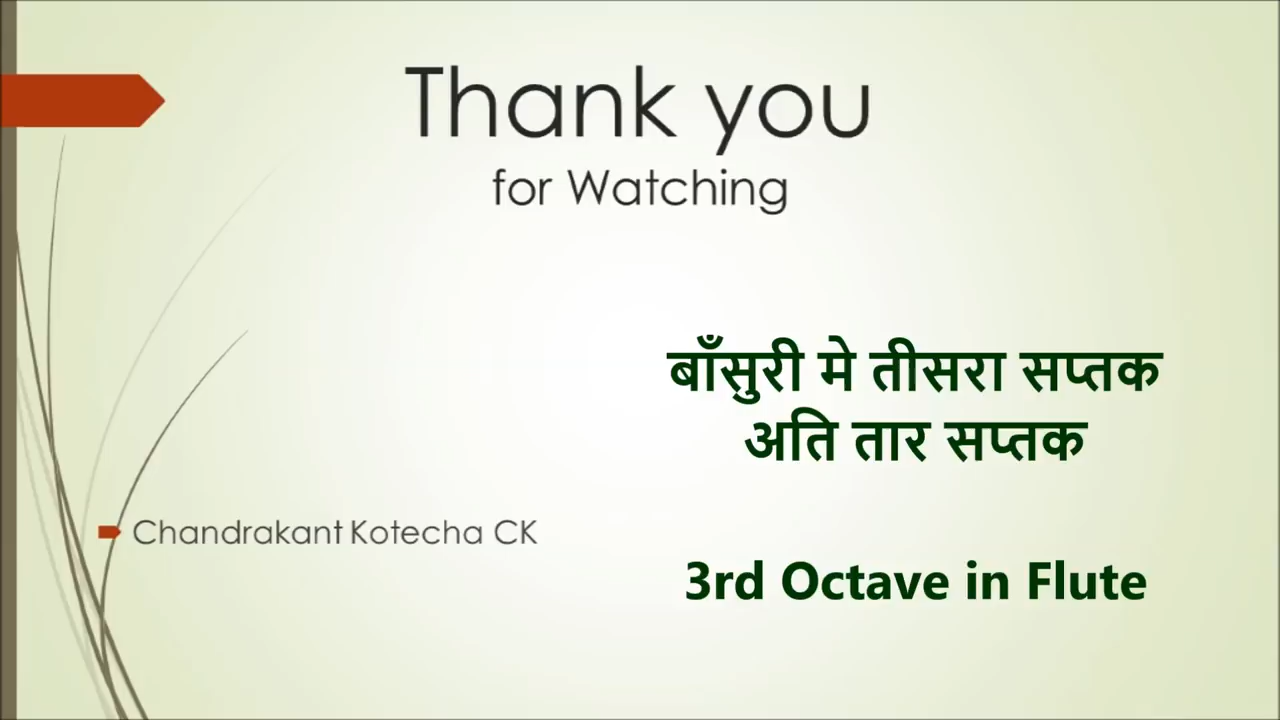 Thank you
for Watching
बाँसुरी मे तीसरा सप्तक
अति तार सप्तक
Chandrakant Kotecha CK
3rd Octave in Flute